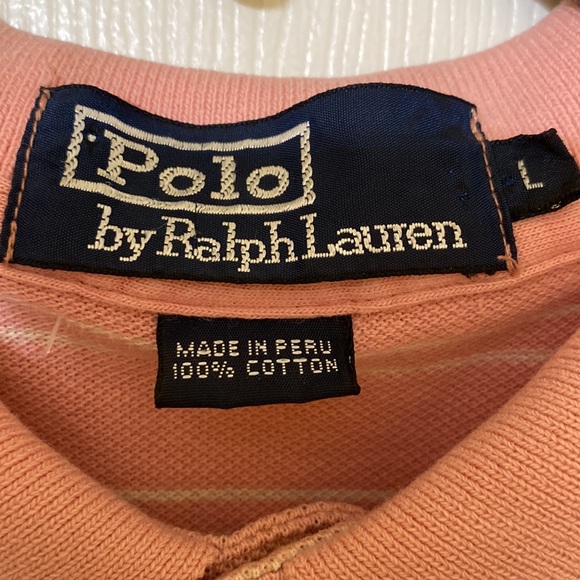 Polo
by Ralph Lauren
L
MADE IN PERU
100% COTTON